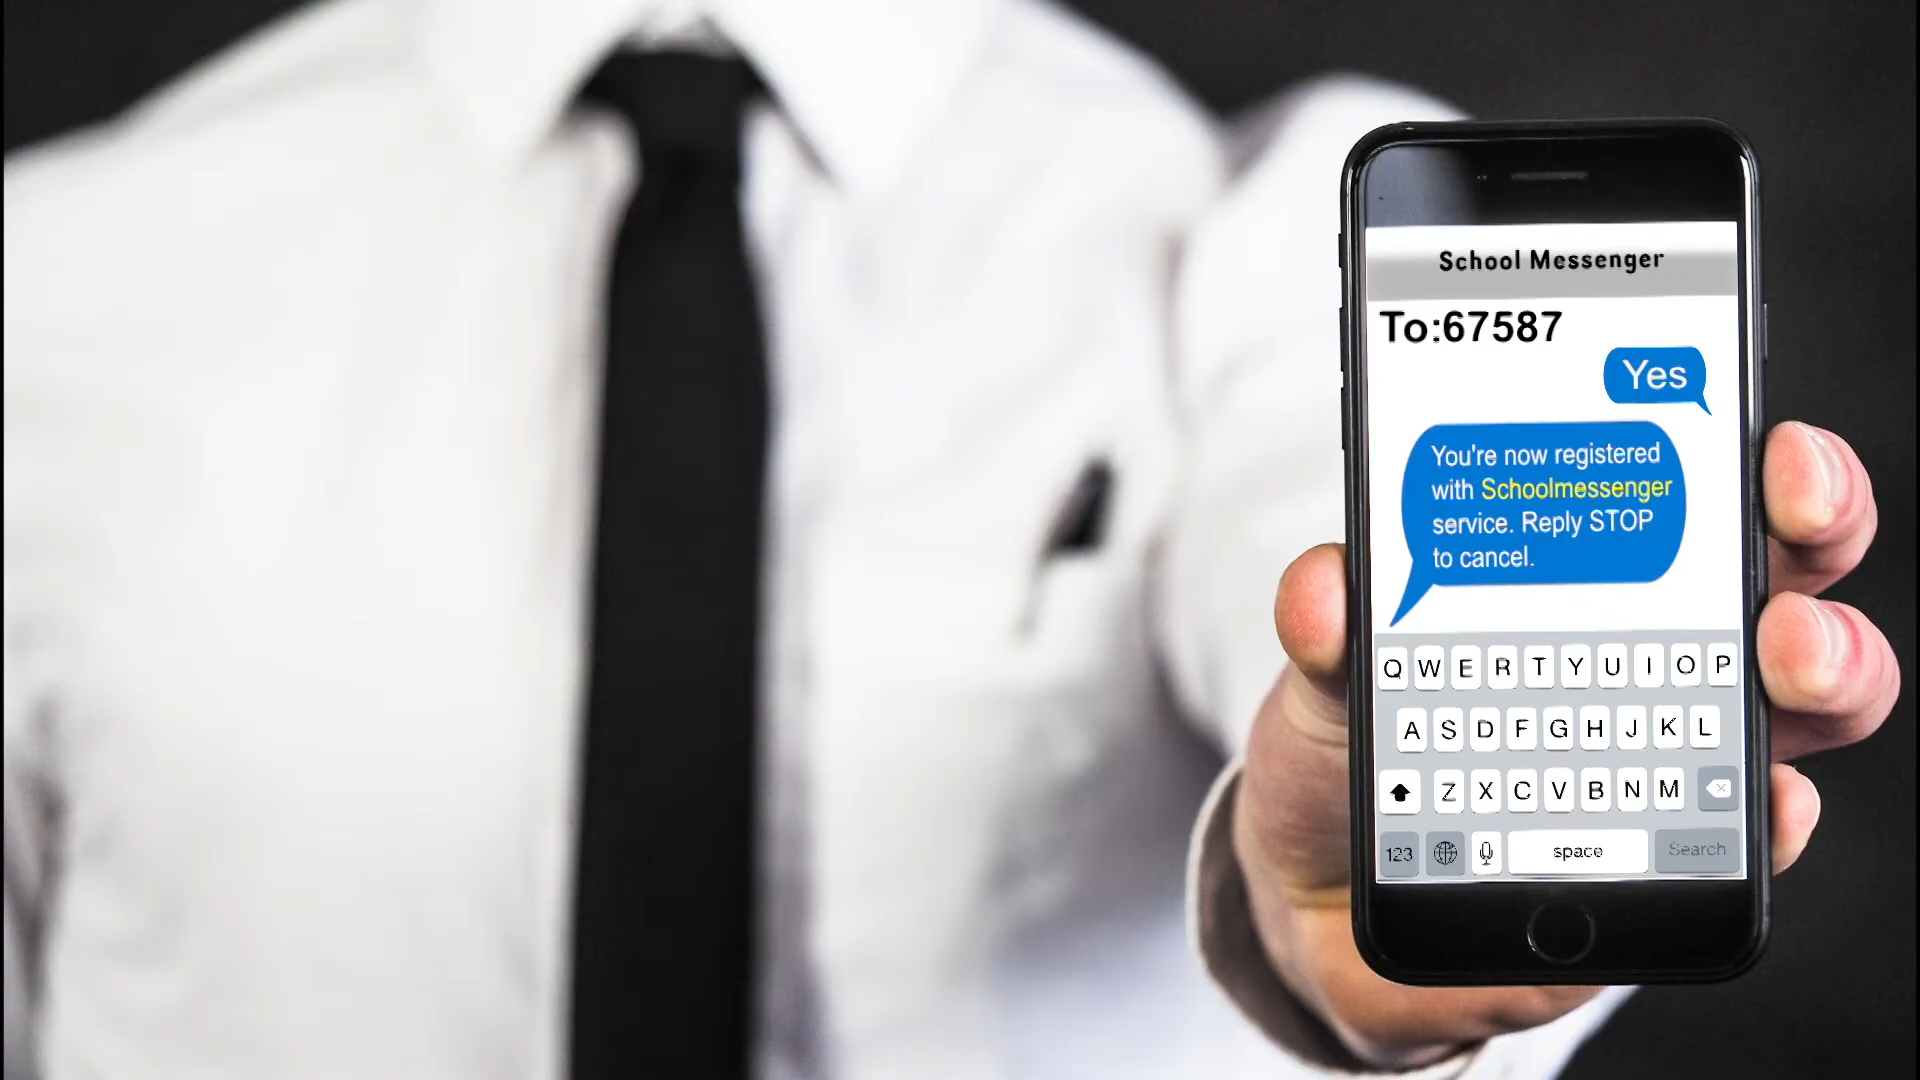 School Messenger
To:67587
Yes
You're now registered
with Schoolmessenger
service. Reply STOP
to cancel.
Q W E R T Y U I O P
A S D F G H J K L
Z X C V B N M
123 space Search